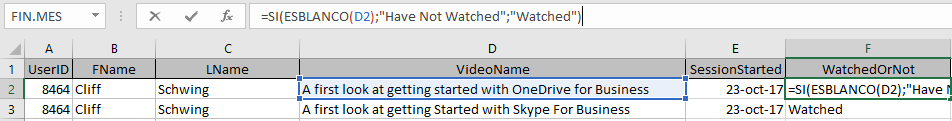 FIN.MES =SI(ESBLANCO(D2);"Have Not Watched";"Watched")
A B C D E F
1 UserID FName LName VideoName SessionStarted WatchedOrNot
2 8464 Cliff Schwing A first look at getting started with OneDrive for Business 23-oct-17 =SI(ESBLANCO(D2);"Have N
3 8464 Cliff Schwing A first look at getting Started with Skype For Business 23-oct-17 Watched